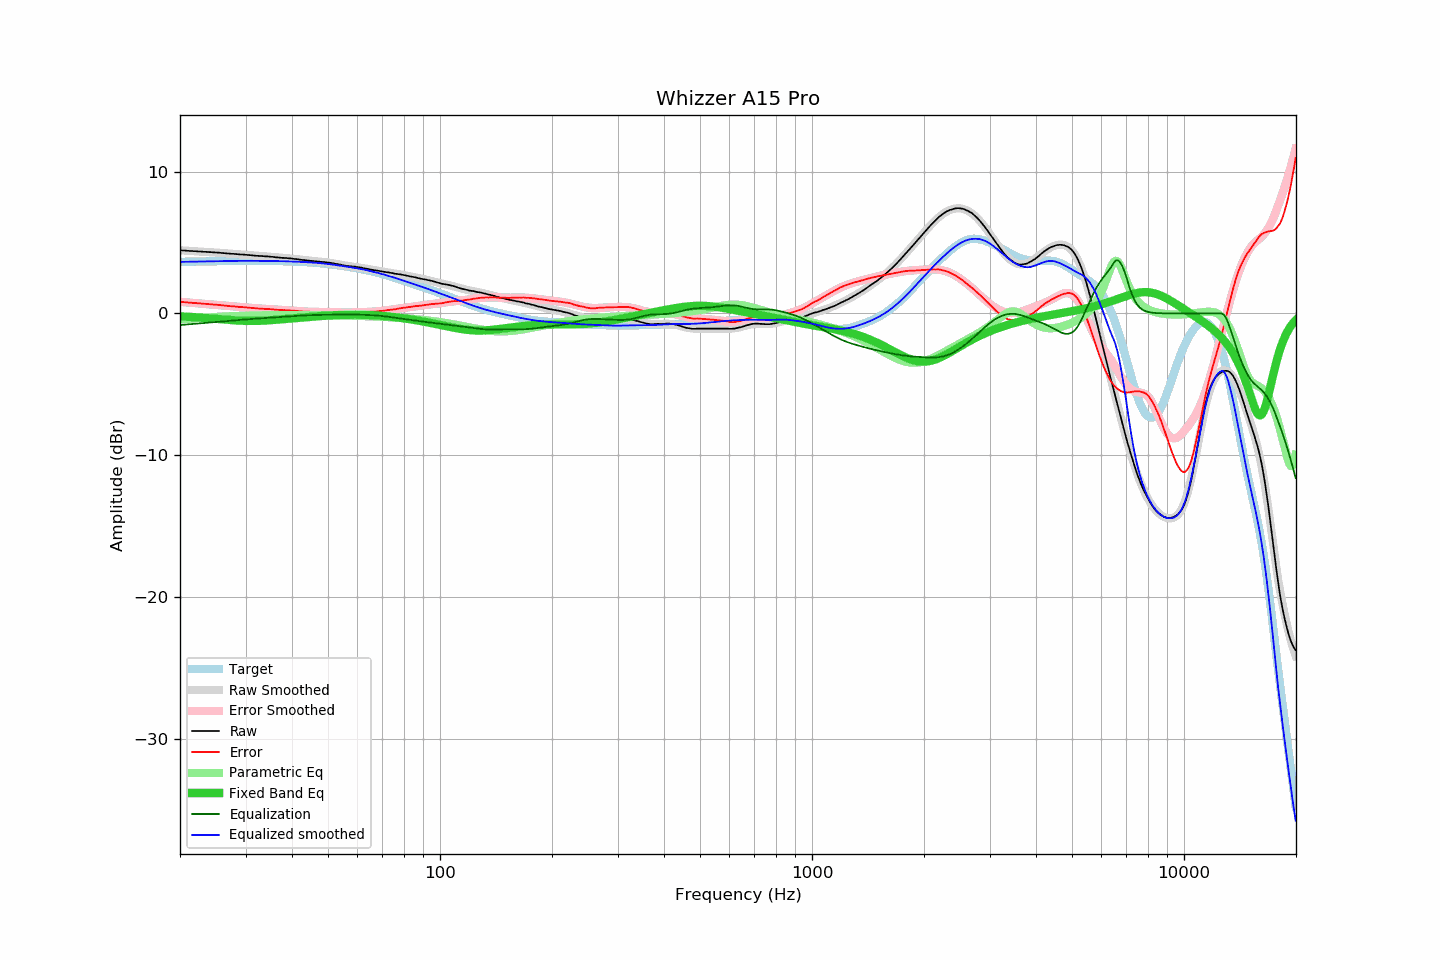 Whizzer A15 Pro
Amplitude (dBr)
10
0
−10
−20
−30
Target
Raw Smoothed
Error Smoothed
Raw
Error
Parametric Eq
Fixed Band Eq
Equalization
Equalized smoothed
100
1000
10000
Frequency (Hz)